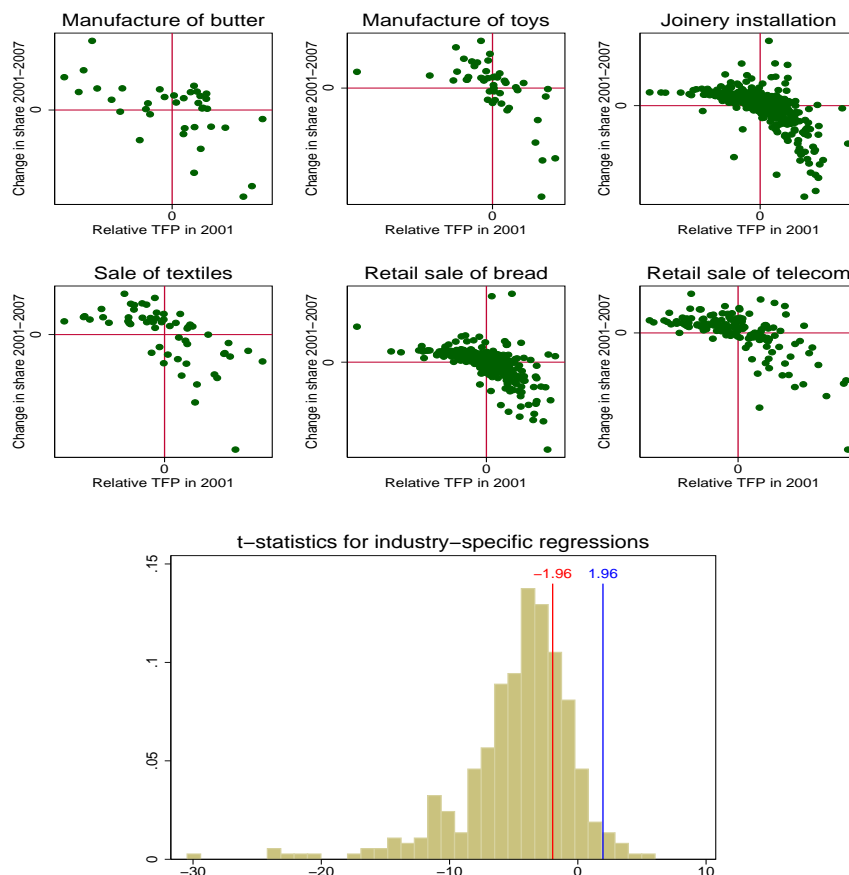 Manufacture of butter
Manufacture of toys
Joinery installation
Change in share 2001−2007
0
0
Relative TFP in 2001
Change in share 2001−2007
0
0
Relative TFP in 2001
Change in share 2001−2007
0
0
Relative TFP in 2001
Sale of textiles
Retail sale of bread
Retail sale of telecom
Change in share 2001−2007
0
0
Relative TFP in 2001
Change in share 2001−2007
0
0
Relative TFP in 2001
Change in share 2001−2007
0
0
Relative TFP in 2001
t−statistics for industry−specific regressions
.15
.1
.05
0
−1.96
1.96
−30
−20
−10
0
10